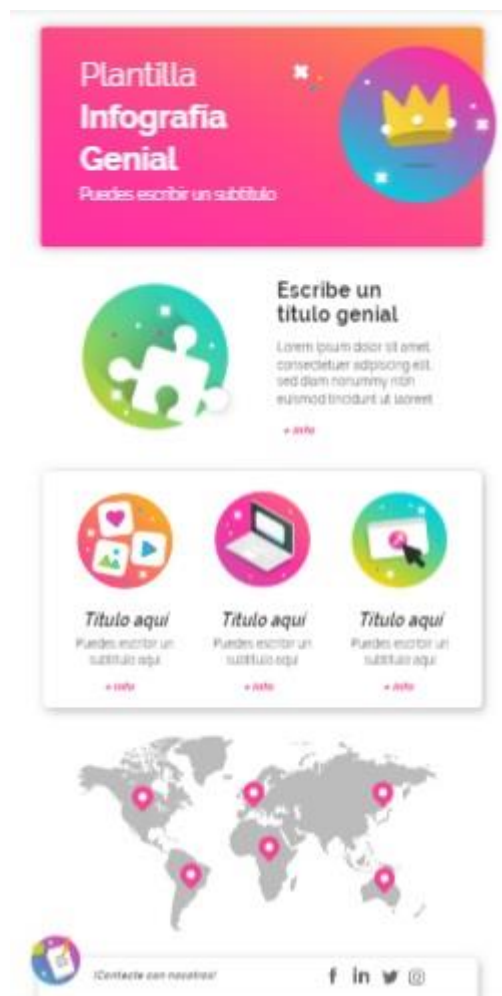 Plantilla
Infografía
Genial
Puedes escribir un subtítulo
Escribe un
título genial
Lorem ipsum dolor sit amet,
consectetuer adipiscing elit,
sed diam nonummy nibh
euismod tincidunt ut laoreet
+ info
Título aquí
Puedes escribir un
subtítulo aquí
+ info
Título aquí
Puedes escribir un
subtítulo aquí
+ info
Título aquí
Puedes escribir un
subtítulo aquí
+ info
¡Contacte con nosotros!